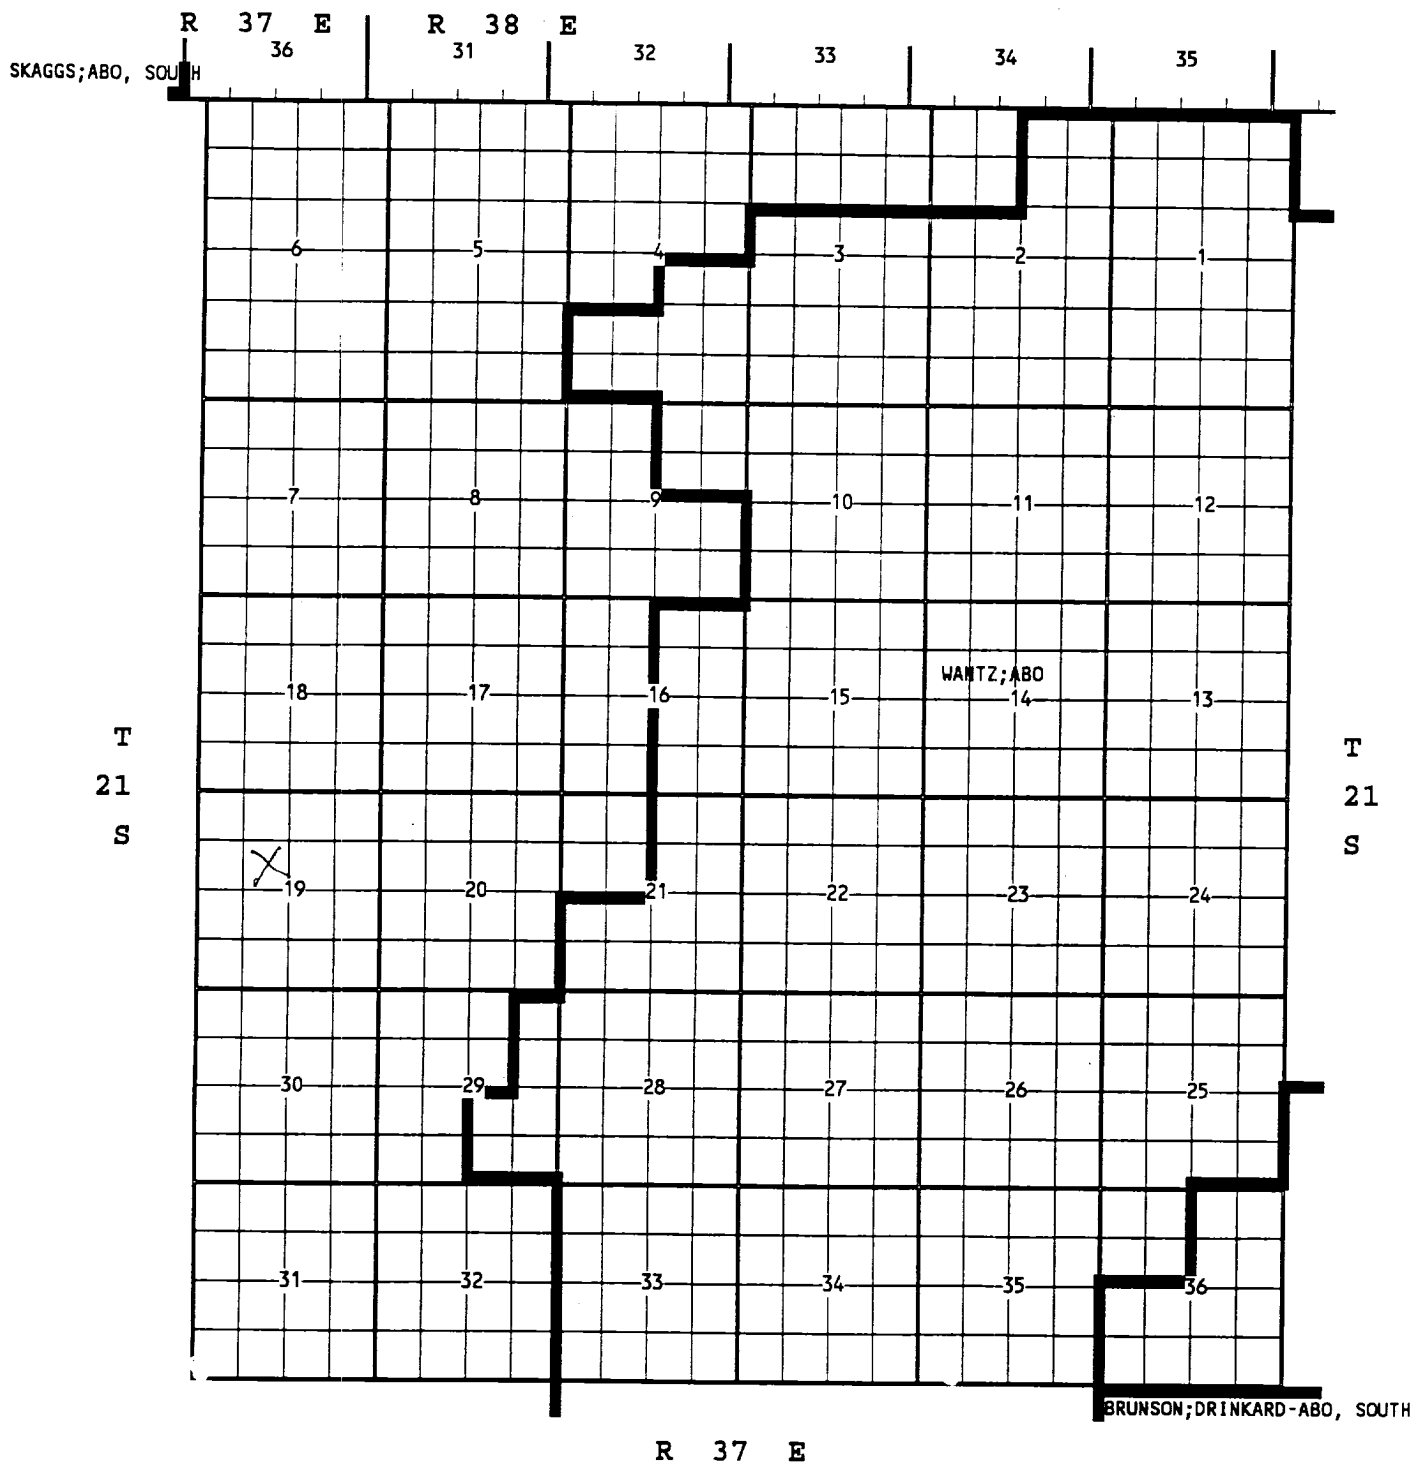 R 37 E R 38 E
36 31 32 33 34 35
SKAGGS;ABO, SOUTH
6 5 4 3 2 1
7 8 9 10 11 12
WANTZ;ABO
18 17 16 15 14 13
T T
21 21
S S
X
19 20 21 22 23 24
30 29 28 27 26 25
31 32 33 34 35 36
BRUNSON;DRINKARD-ABO, SOUTH
R 37 E